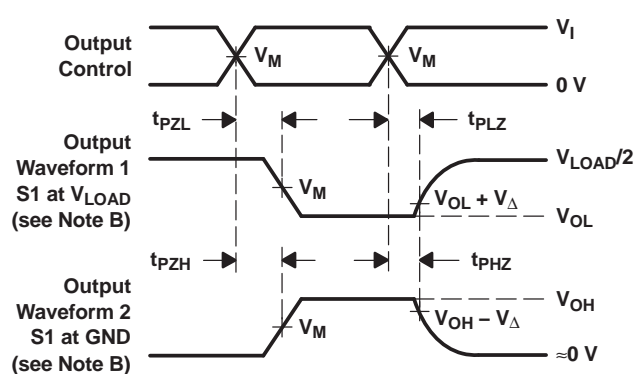 Output
Control
V_M
V_M
V_I
0 V
t_PZL
t_PLZ
Output
Waveform 1
S1 at V_LOAD
(see Note B)
V_M
V_LOAD/2
V_OL + V_Δ
V_OL
t_PZH
t_PHZ
Output
Waveform 2
S1 at GND
(see Note B)
V_M
V_OH
V_OH – V_Δ
≈0 V